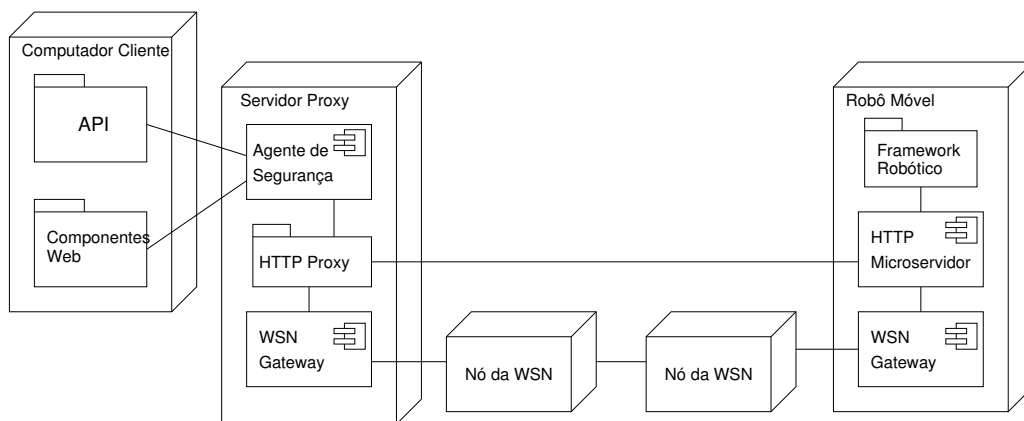 Computador Cliente
API
Componentes
Web
Servidor Proxy
Agente de
Segurança
HTTP Proxy
WSN
Gateway
Nó da WSN
Nó da WSN
Robô Móvel
Framework
Robótico
HTTP
Microservidor
WSN
Gateway